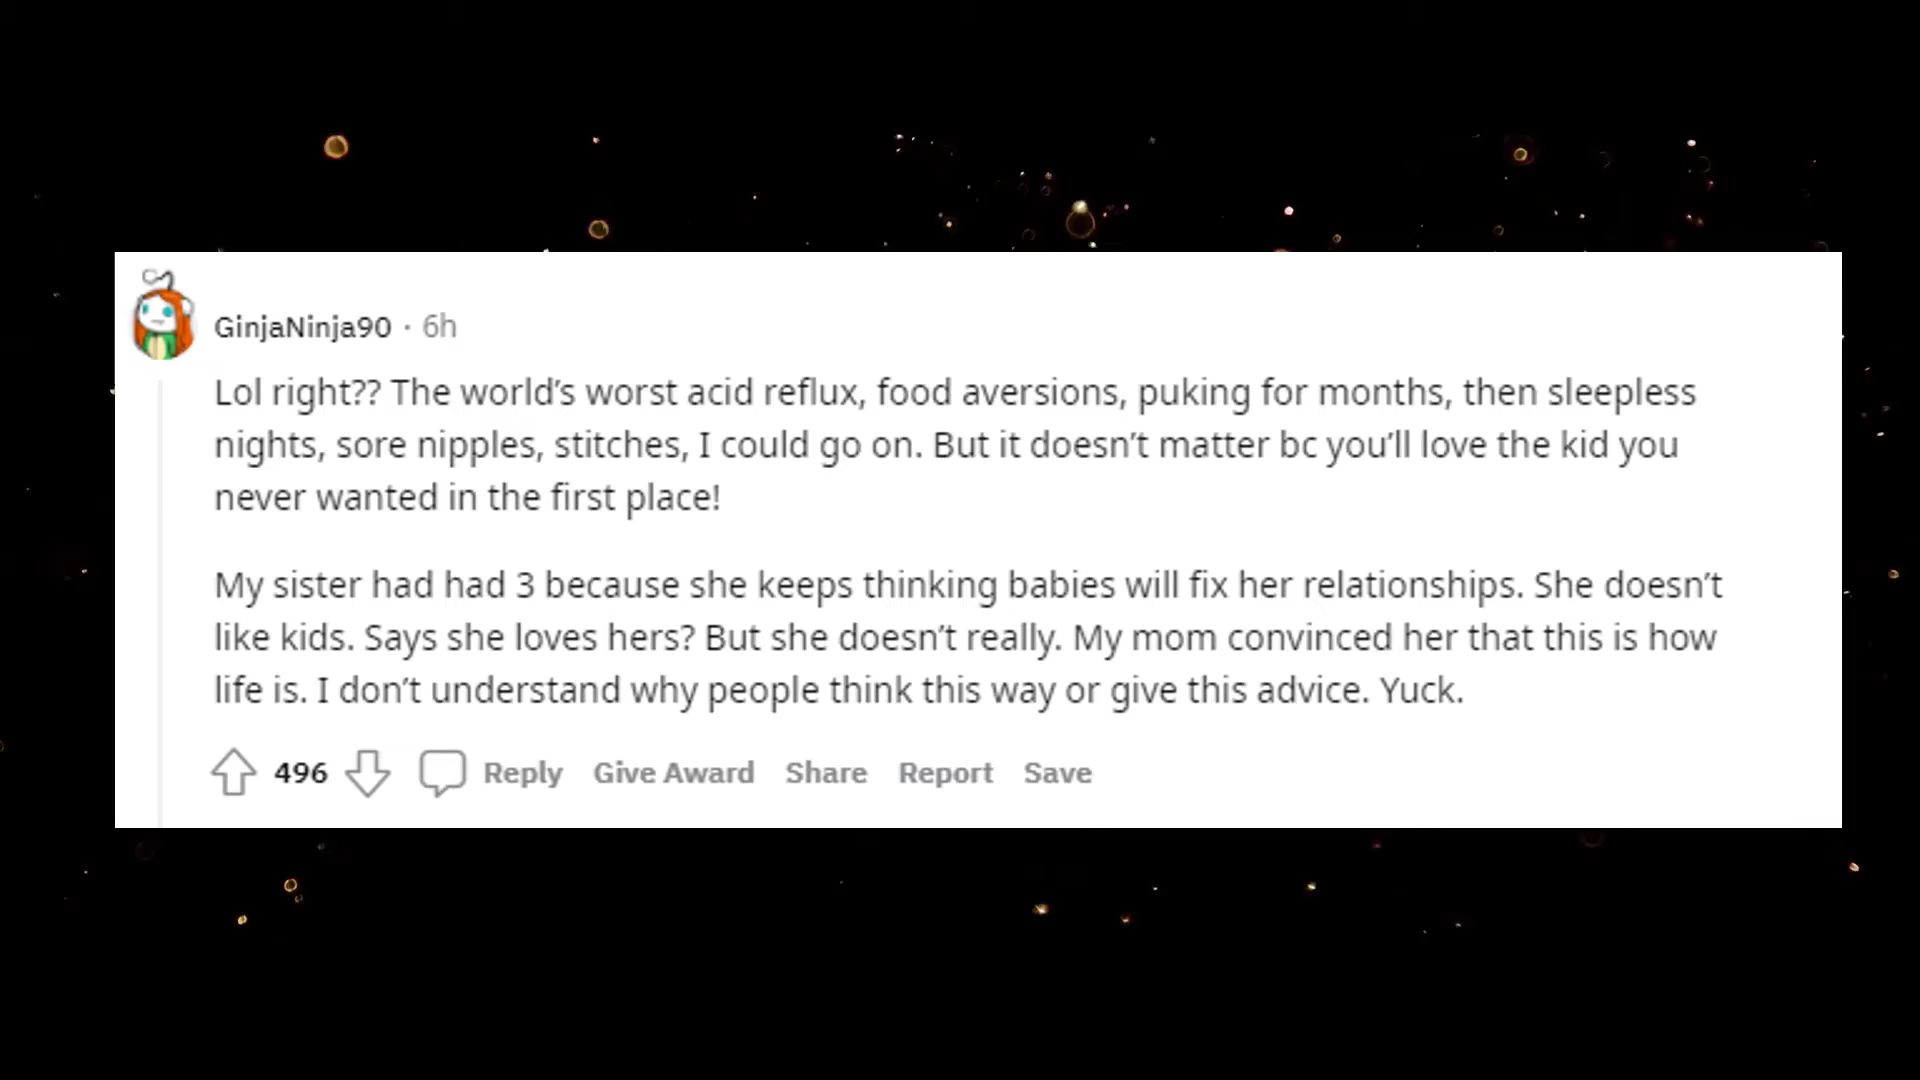 GinjaNinja90 · 6h
Lol right?? The world's worst acid reflux, food aversions, puking for months, then sleepless
nights, sore nipples, stitches, I could go on. But it doesn't matter bc you'll love the kid you
never wanted in the first place!
My sister had had 3 because she keeps thinking babies will fix her relationships. She doesn't
like kids. Says she loves hers? But she doesn't really. My mom convinced her that this is how
life is. I don't understand why people think this way or give this advice. Yuck.
496 Reply Give Award Share Report Save